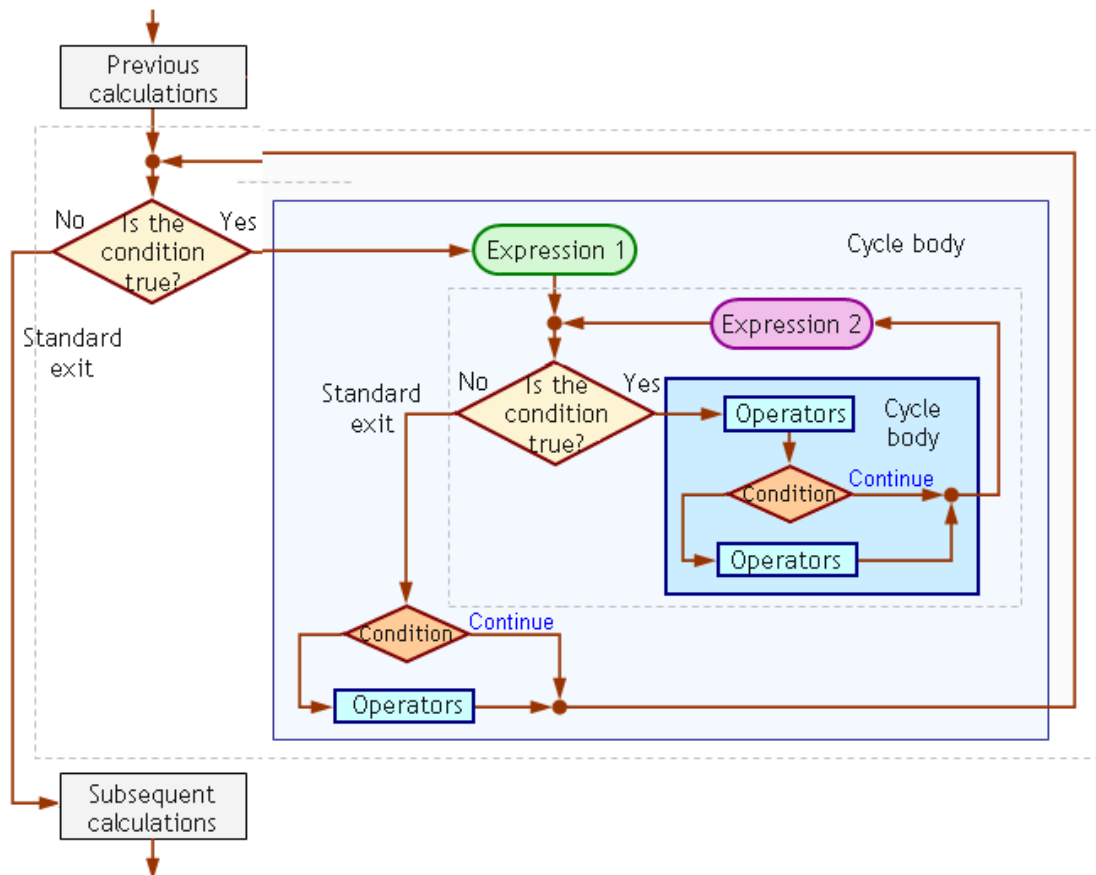 Previous
calculations
No
Is the
condition
true?
Yes
Expression 1
Cycle body
Standard
exit
Expression 2
No
Is the
condition
true?
Yes
Standard
exit
Operators
Cycle
body
Condition
Continue
Operators
Condition
Continue
Operators
Subsequent
calculations